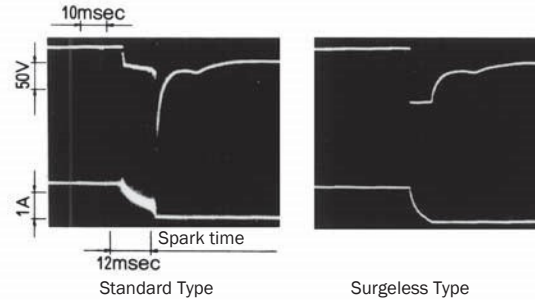 10msec
50V
1A
Spark time
12msec
Standard Type
Surgeless Type